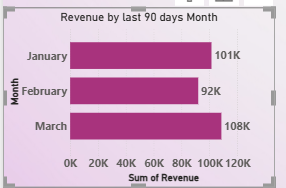 Revenue by last 90 days Month
January
101K
February
92K
March
108K
Month
0K 20K 40K 60K 80K 100K 120K
Sum of Revenue